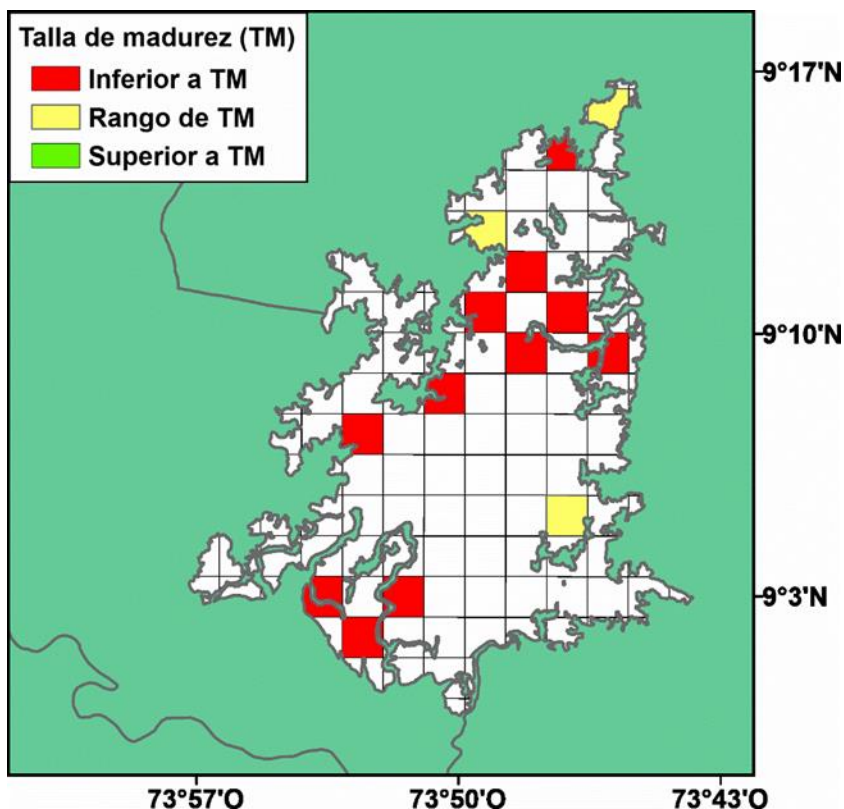 Talla de madurez (TM)
Inferior a TM
Rango de TM
Superior a TM
9°17'N
9°10'N
9°3'N
73°57'O
73°50'O
73°43'O